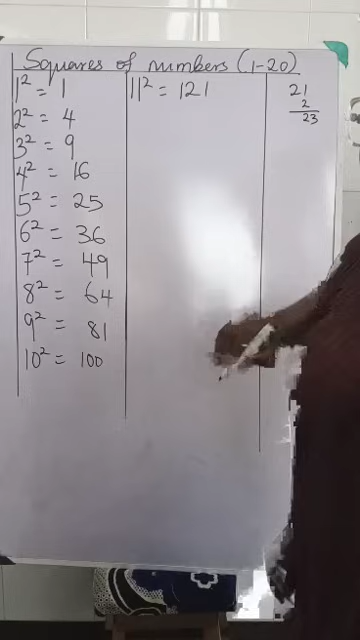 Squares of numbers (1-20)
1² = 1
2² = 4
3² = 9
4² = 16
5² = 25
6² = 36
7² = 49
8² = 64
9² = 81
10² = 100
11² = 121
21
2
23